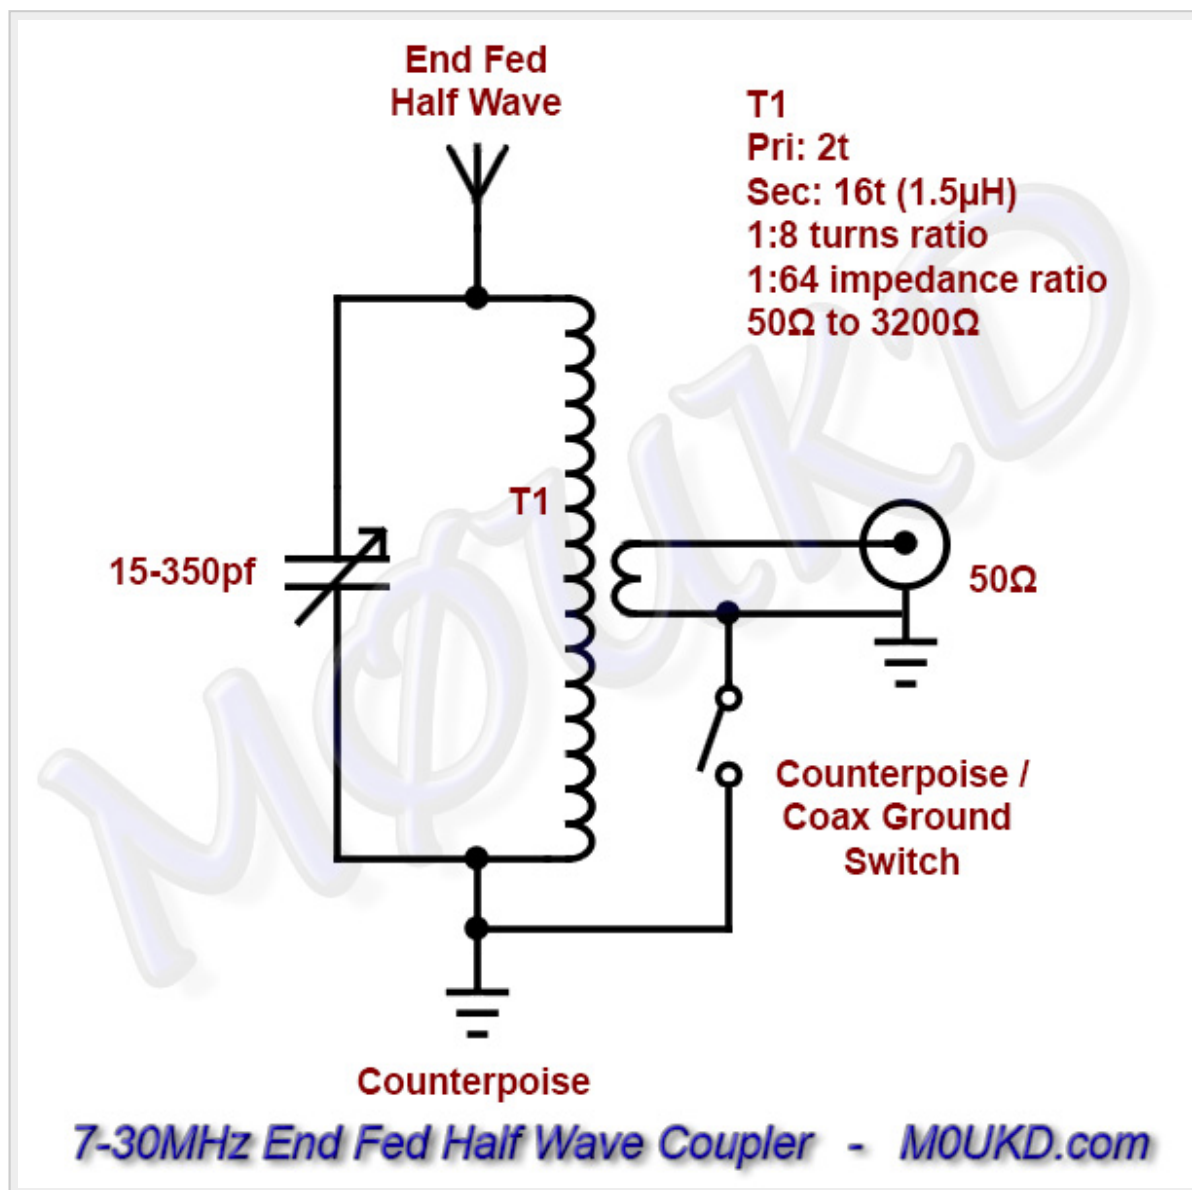 End Fed
Half Wave
T1
Pri: 2t
Sec: 16t (1.5µH)
1:8 turns ratio
1:64 impedance ratio
50Ω to 3200Ω
T1
15-350pf
50Ω
Counterpoise /
Coax Ground
Switch
Counterpoise
7-30MHz End Fed Half Wave Coupler - M0UKD.com
MØUKD